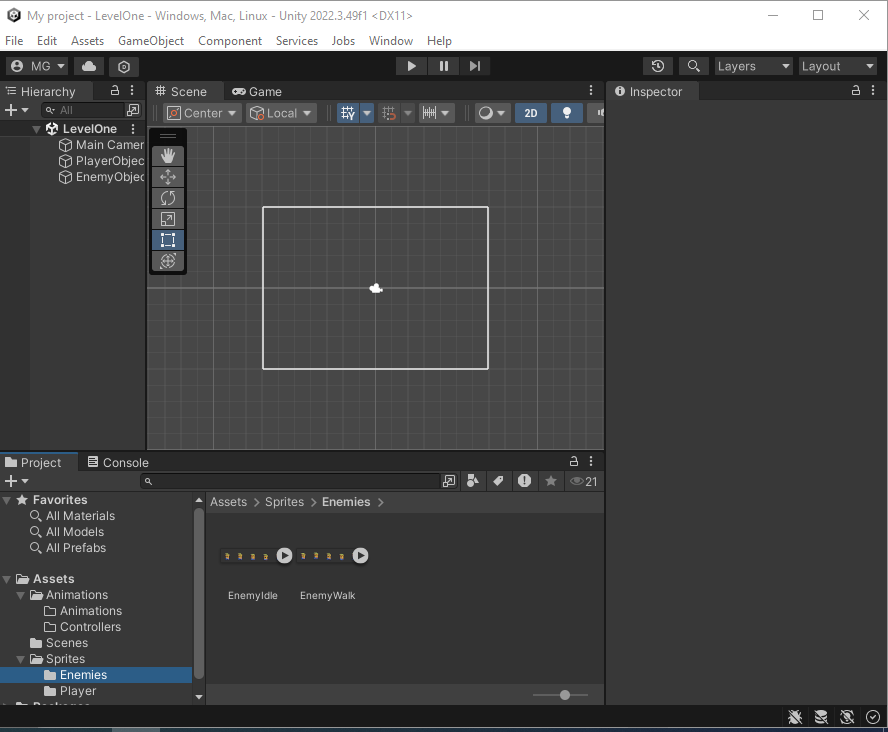 My project - LevelOne - Windows, Mac, Linux - Unity 2022.3.49f1 <DX11>
File Edit Assets GameObject Component Services Jobs Window Help
MG Layers Layout
Hierarchy Scene Game Inspector
All Center Local 2D
LevelOne
Main Camer
PlayerObjec
EnemyObjec
Project Console
21
Favorites Assets Sprites Enemies
All Materials
All Models
All Prefabs
Assets
Animations
EnemyIdle EnemyWalk
Animations
Controllers
Scenes
Sprites
Enemies
Player